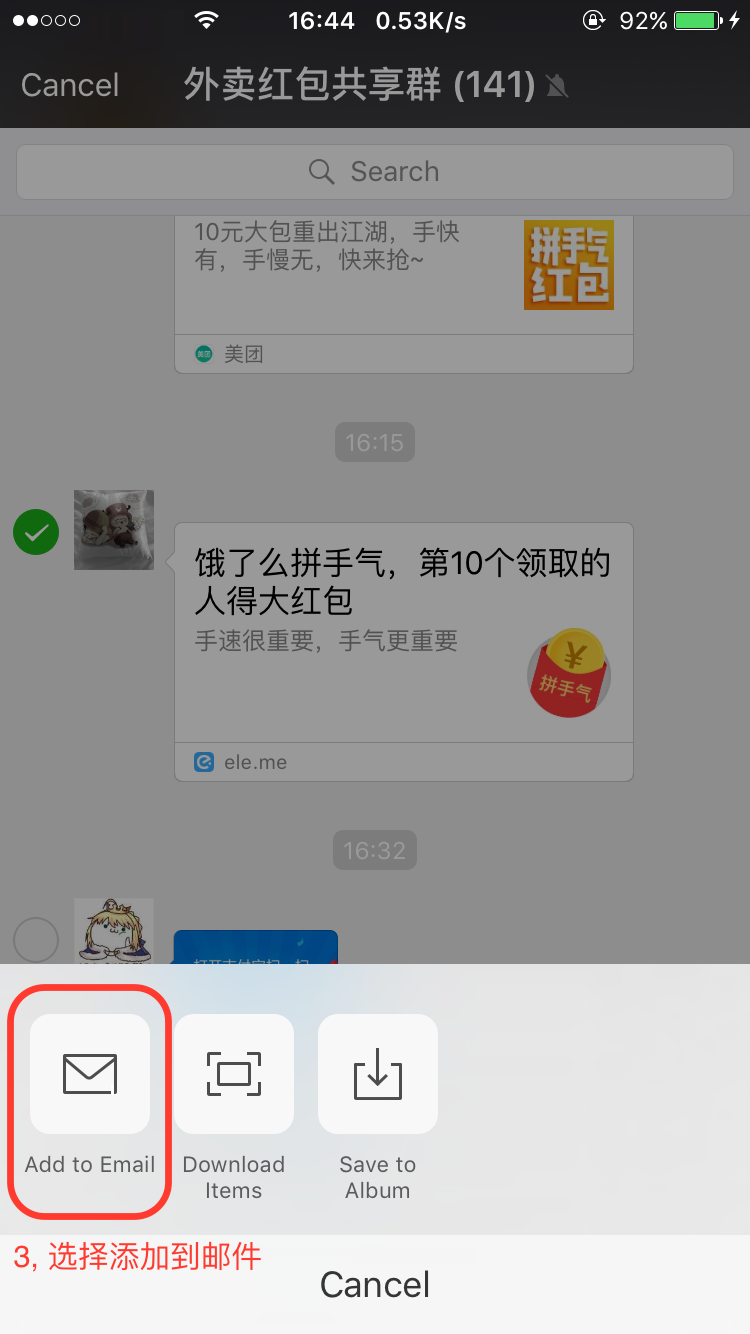 16:44 0.53K/s 92%
Cancel 外卖红包共享群 (141)
Search
10元大包重出江湖，手快
有，手慢无，快来抢~
拼手气
红包
美团 美团
16:15
饿了么拼手气，第10个领取的
人得大红包
手速很重要，手气更重要
¥
拼手气
ele.me
16:32
Add to Email
Download
Items
Save to
Album
3, 选择添加到邮件
Cancel